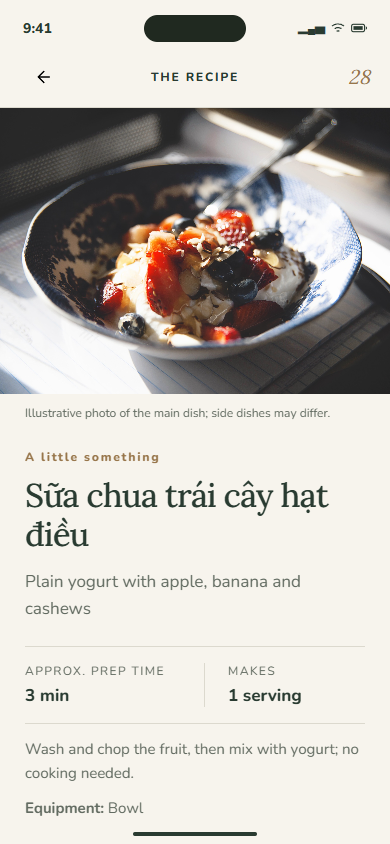 9:41
THE RECIPE
28
Illustrative photo of the main dish; side dishes may differ.
A little something
Sữa chua trái cây hạt
điều
Plain yogurt with apple, banana and
cashews
APPROX. PREP TIME
MAKES
3 min
1 serving
Wash and chop the fruit, then mix with yogurt; no
cooking needed.
Equipment: Bowl